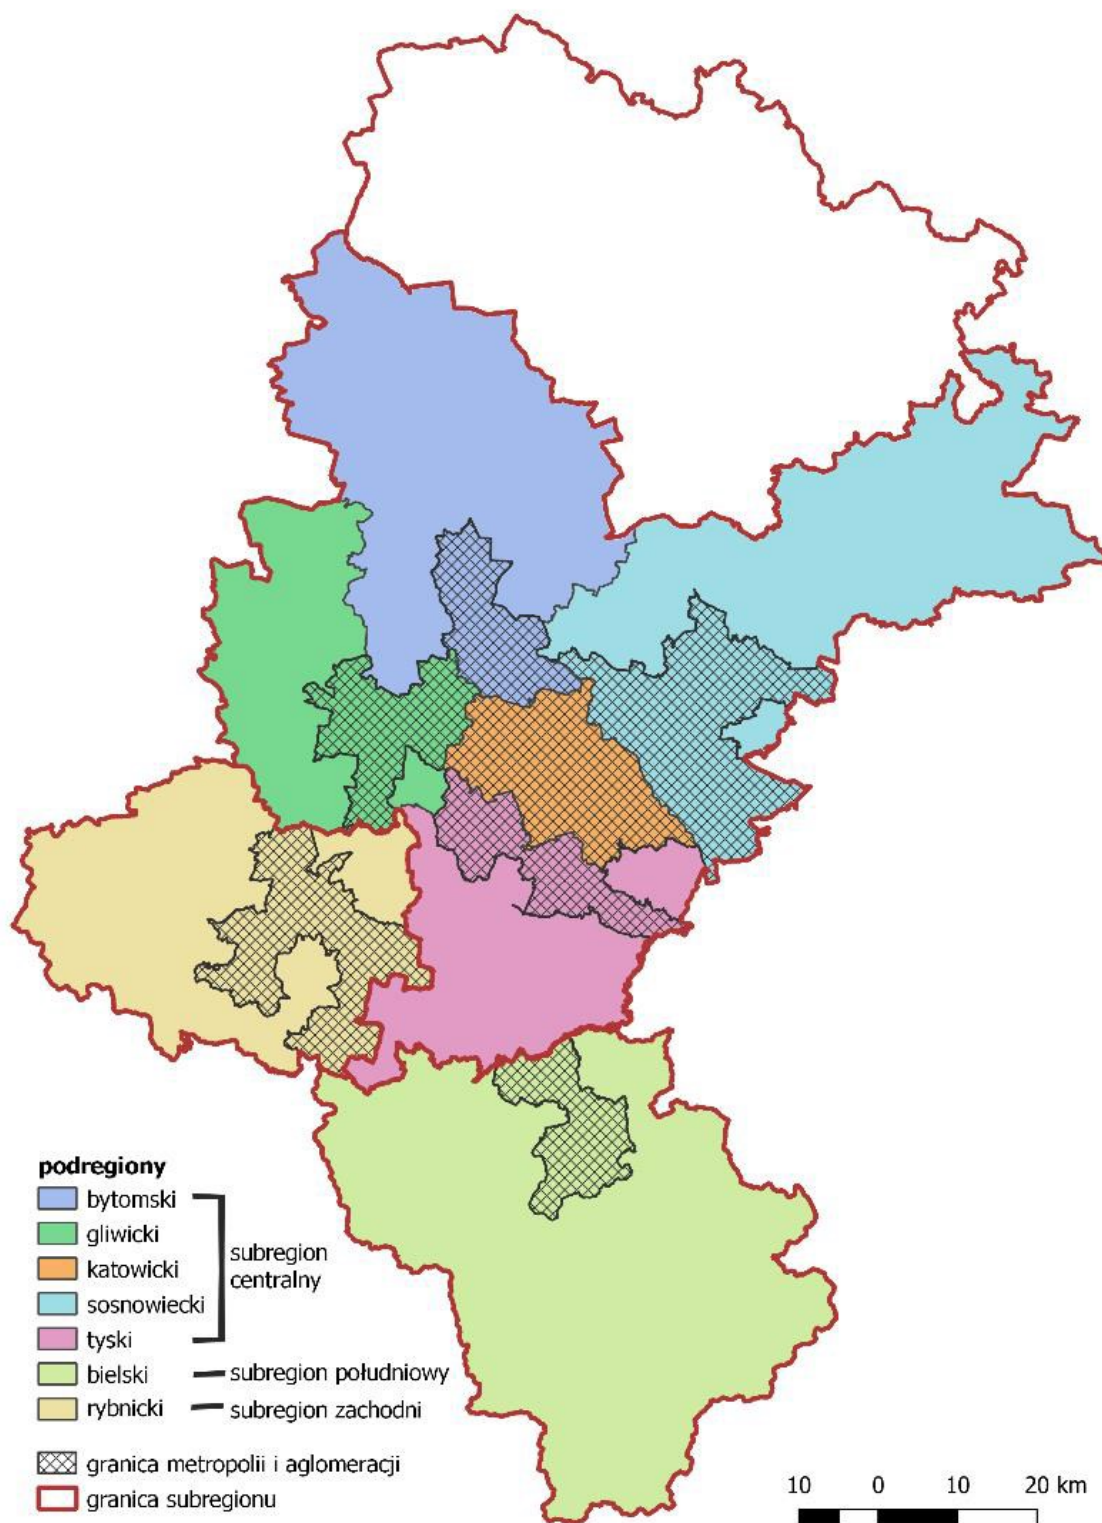 podregiony
bytomski
gliwicki
katowicki
sosnowiecki
tyski
subregion
centralny
bielski
subregion południowy
rybnicki
subregion zachodni
granica metropolii i aglomeracji
granica subregionu
10 0 10 20 km